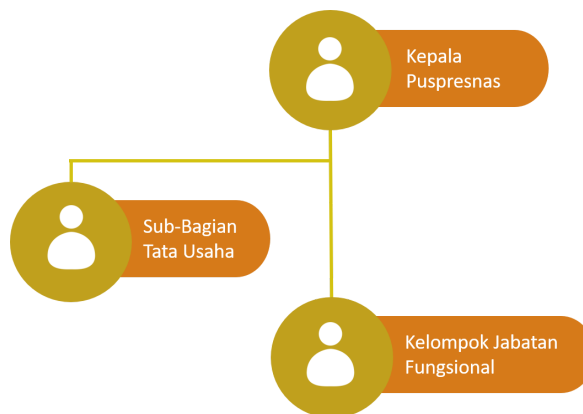 Kepala
Puspresnas
Sub-Bagian
Tata Usaha
Kelompok Jabatan
Fungsional